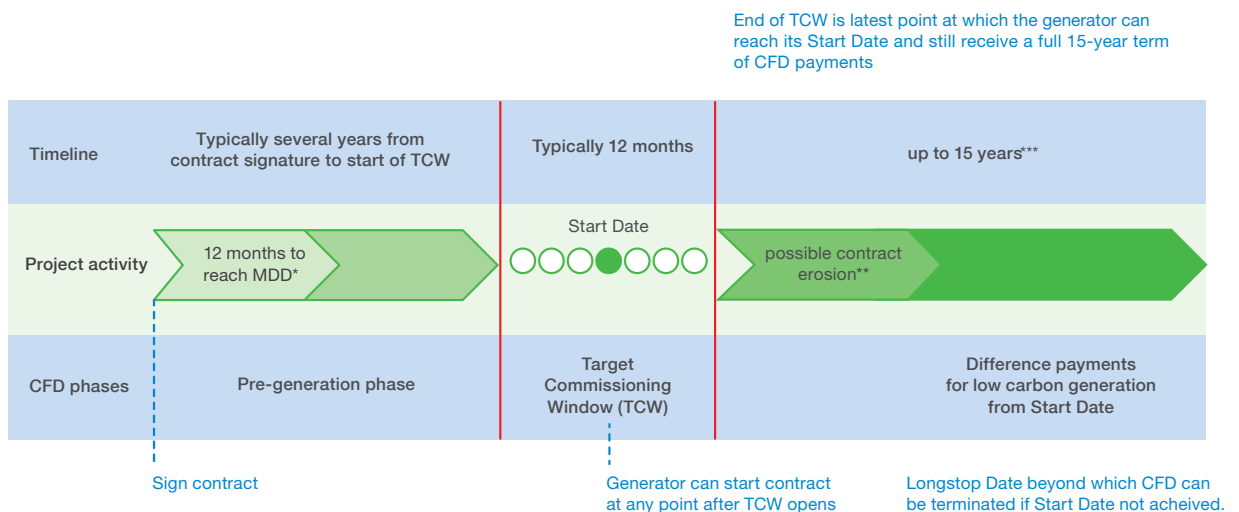 End of TCW is latest point at which the generator can
reach its Start Date and still receive a full 15-year term
of CFD payments
Timeline
Typically several years from
contract signature to start of TCW
Typically 12 months
up to 15 years***
Project activity
12 months to
reach MDD*
Start Date
possible contract
erosion**
CFD phases
Pre-generation phase
Target
Commissioning
Window (TCW)
Difference payments
for low carbon generation
from Start Date
Sign contract
Generator can start contract
at any point after TCW opens
Longstop Date beyond which CFD can
be terminated if Start Date not acheived.